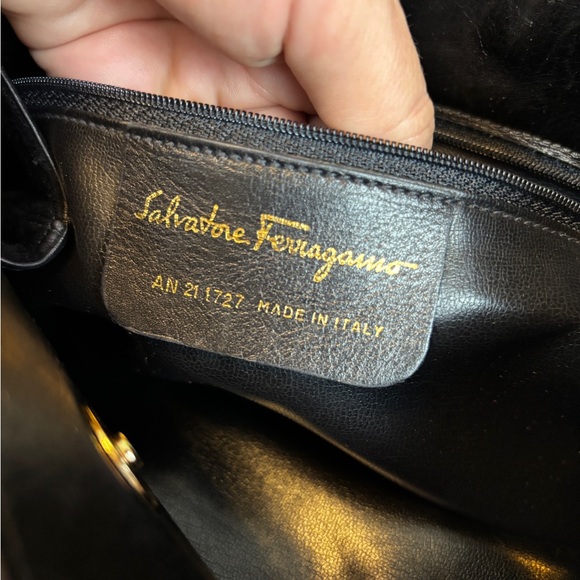 Salvatore Ferragamo
AN 21 1727 MADE IN ITALY